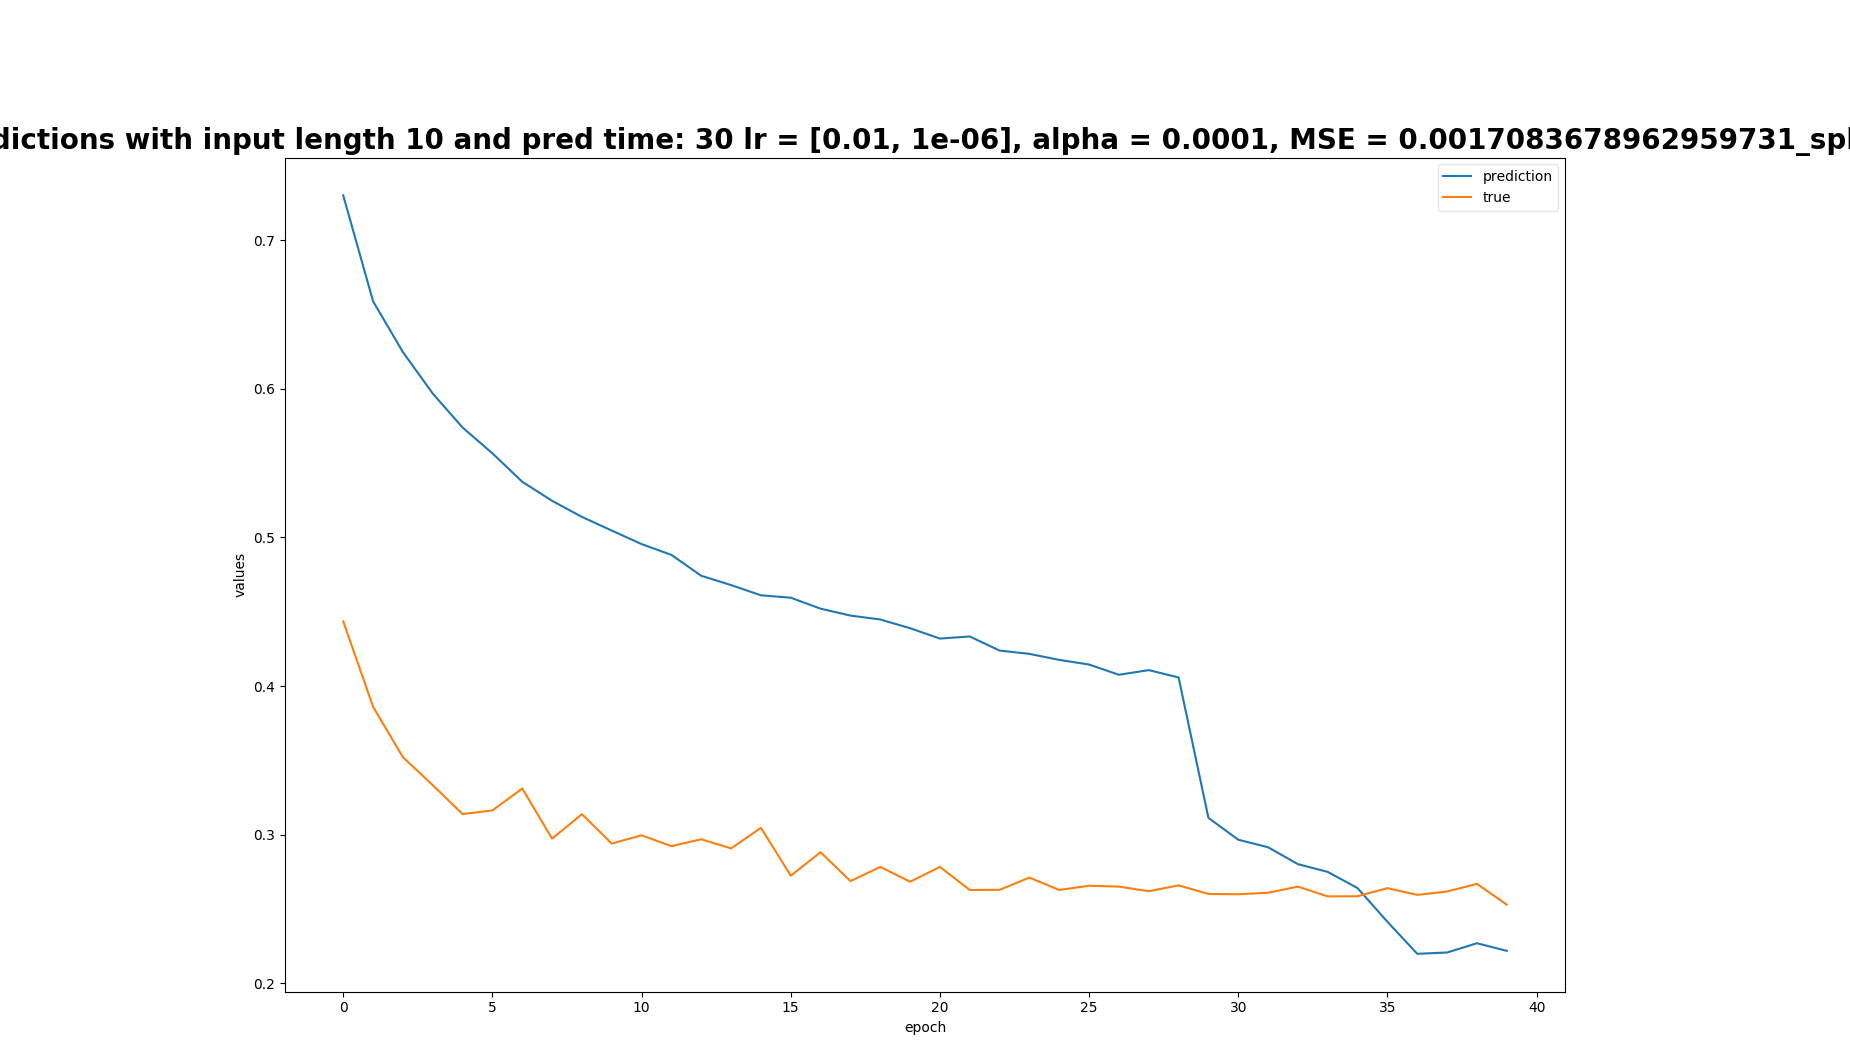 dictions with input length 10 and pred time: 30 lr = [0.01, 1e-06], alpha = 0.0001, MSE = 0.0017083678962959731_spl
prediction
true
0.7
0.6
0.5
0.4
0.3
0.2
values
0 5 10 15 20 25 30 35 40
epoch